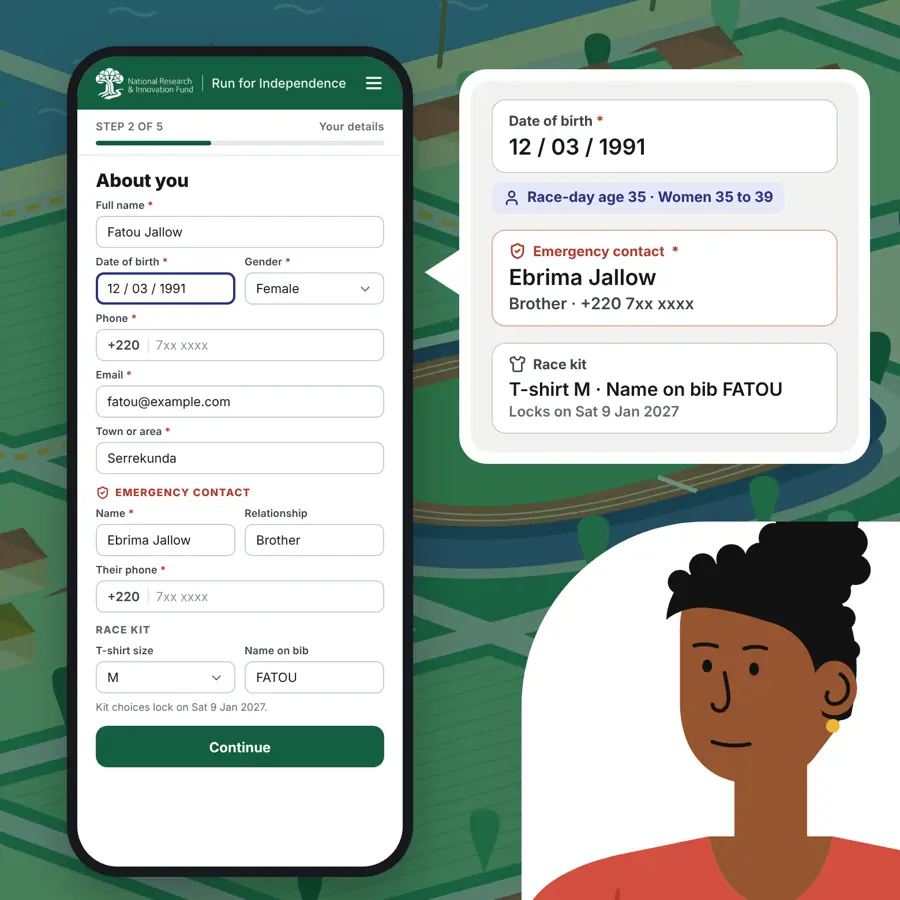 National Research
& Innovation Fund
Run for Independence
STEP 2 OF 5
Your details
About you
Full name *
Fatou Jallow
Date of birth *
Gender *
12 / 03 / 1991
Female
Phone *
+220
7xx xxxx
Email *
fatou@example.com
Town or area *
Serrekunda
EMERGENCY CONTACT
Name *
Relationship
Ebrima Jallow
Brother
Their phone *
+220
7xx xxxx
RACE KIT
T-shirt size
Name on bib
M
FATOU
Kit choices lock on Sat 9 Jan 2027.
Continue
Date of birth *
12 / 03 / 1991
Race-day age 35 · Women 35 to 39
Emergency contact *
Ebrima Jallow
Brother · +220 7xx xxxx
Race kit
T-shirt M · Name on bib FATOU
Locks on Sat 9 Jan 2027